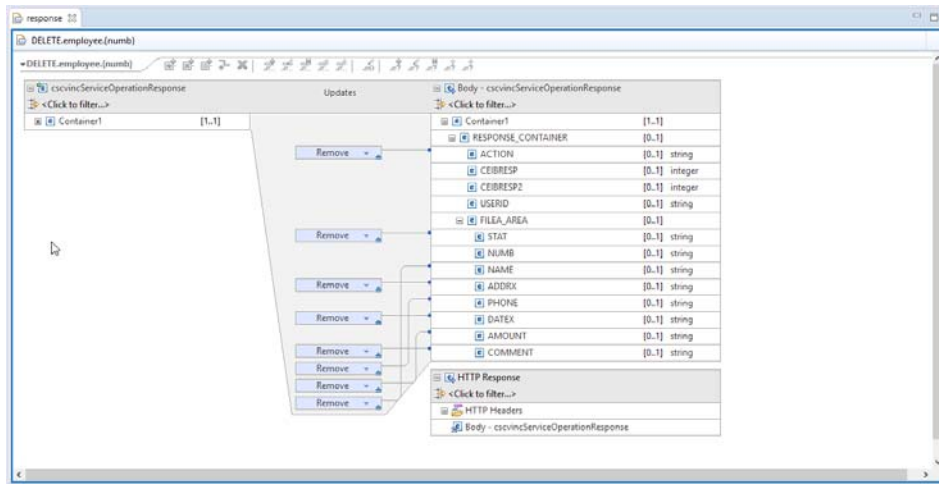 response
DELETE.employee.{numb}
DELETE.employee.{numb}
cscvincServiceOperationResponse
<Click to filter...>
Container1 [1..1]
Updates
Remove
Remove
Remove
Remove
Remove
Remove
Remove
Remove
Body - cscvincServiceOperationResponse
<Click to filter...>
Container1 [1..1]
RESPONSE_CONTAINER [0..1]
ACTION [0..1] string
CEIBRESP [0..1] integer
CEIBRESP2 [0..1] integer
USERID [0..1] string
FILEA_AREA [0..1]
STAT [0..1] string
NUMB [0..1] string
NAME [0..1] string
ADDRX [0..1] string
PHONE [0..1] string
DATEX [0..1] string
AMOUNT [0..1] string
COMMENT [0..1] string
HTTP Response
<Click to filter...>
HTTP Headers
Body - cscvincServiceOperationResponse